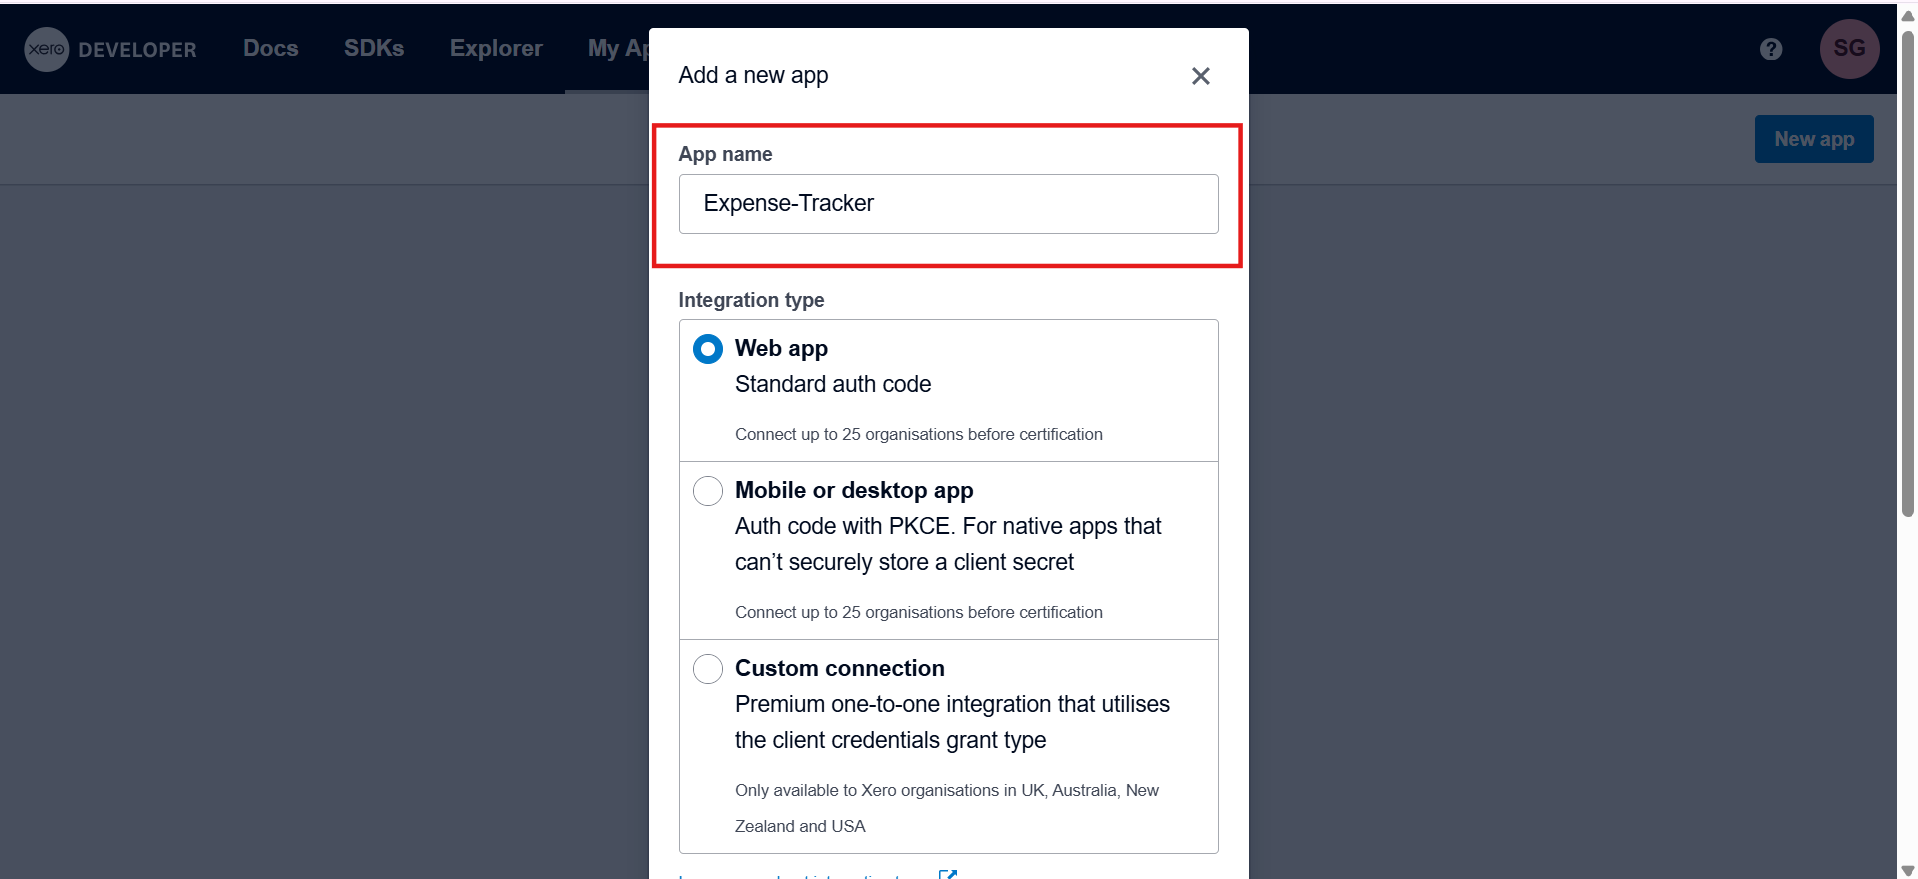 xero DEVELOPER Docs SDKs Explorer My Ap ? SG
Add a new app
New app
App name
Expense-Tracker
Integration type
Web app
Standard auth code
Connect up to 25 organisations before certification
Mobile or desktop app
Auth code with PKCE. For native apps that
can’t securely store a client secret
Connect up to 25 organisations before certification
Custom connection
Premium one-to-one integration that utilises
the client credentials grant type
Only available to Xero organisations in UK, Australia, New
Zealand and USA